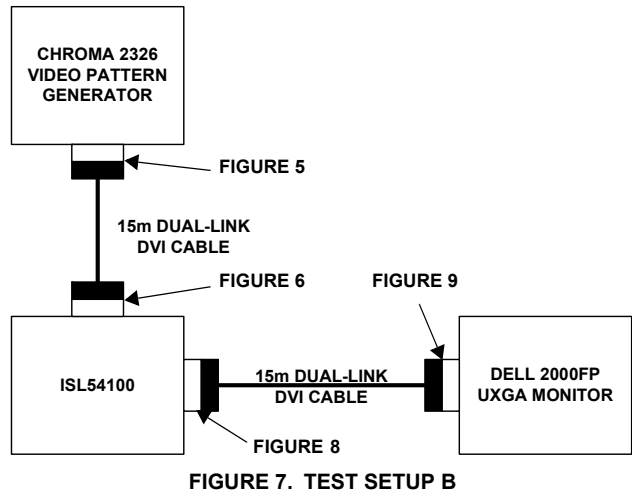 CHROMA 2326
VIDEO PATTERN
GENERATOR
FIGURE 5
15m DUAL-LINK
DVI CABLE
FIGURE 6
FIGURE 9
ISL54100
15m DUAL-LINK
DVI CABLE
DELL 2000FP
UXGA MONITOR
FIGURE 8
FIGURE 7. TEST SETUP B